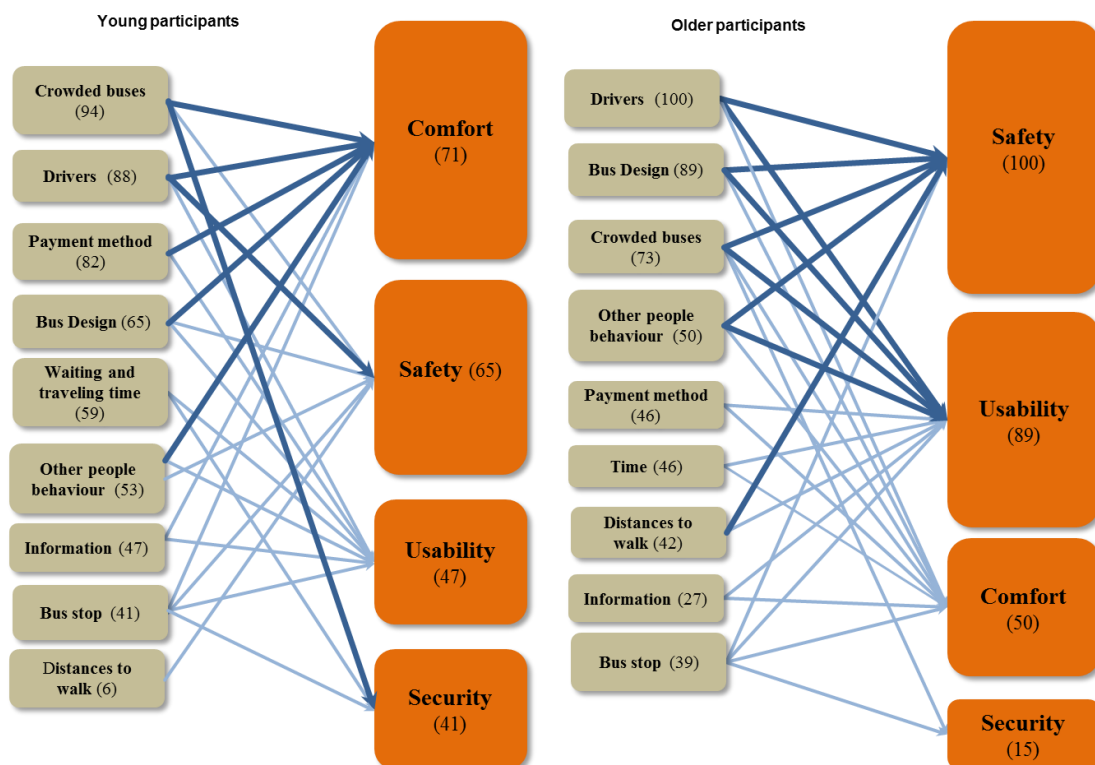 Young participants
Crowded buses
(94)
Drivers (88)
Payment method
(82)
Bus Design (65)
Waiting and
traveling time
(59)
Other people
behaviour (53)
Information (47)
Bus stop (41)
Distances to
walk (6)
Comfort
(71)
Safety (65)
Usability
(47)
Security
(41)
Older participants
Drivers (100)
Bus Design (89)
Crowded buses
(73)
Other people
behaviour (50)
Payment method
(46)
Time (46)
Distances to
walk (42)
Information (27)
Bus stop (39)
Safety
(100)
Usability
(89)
Comfort
(50)
Security
(15)